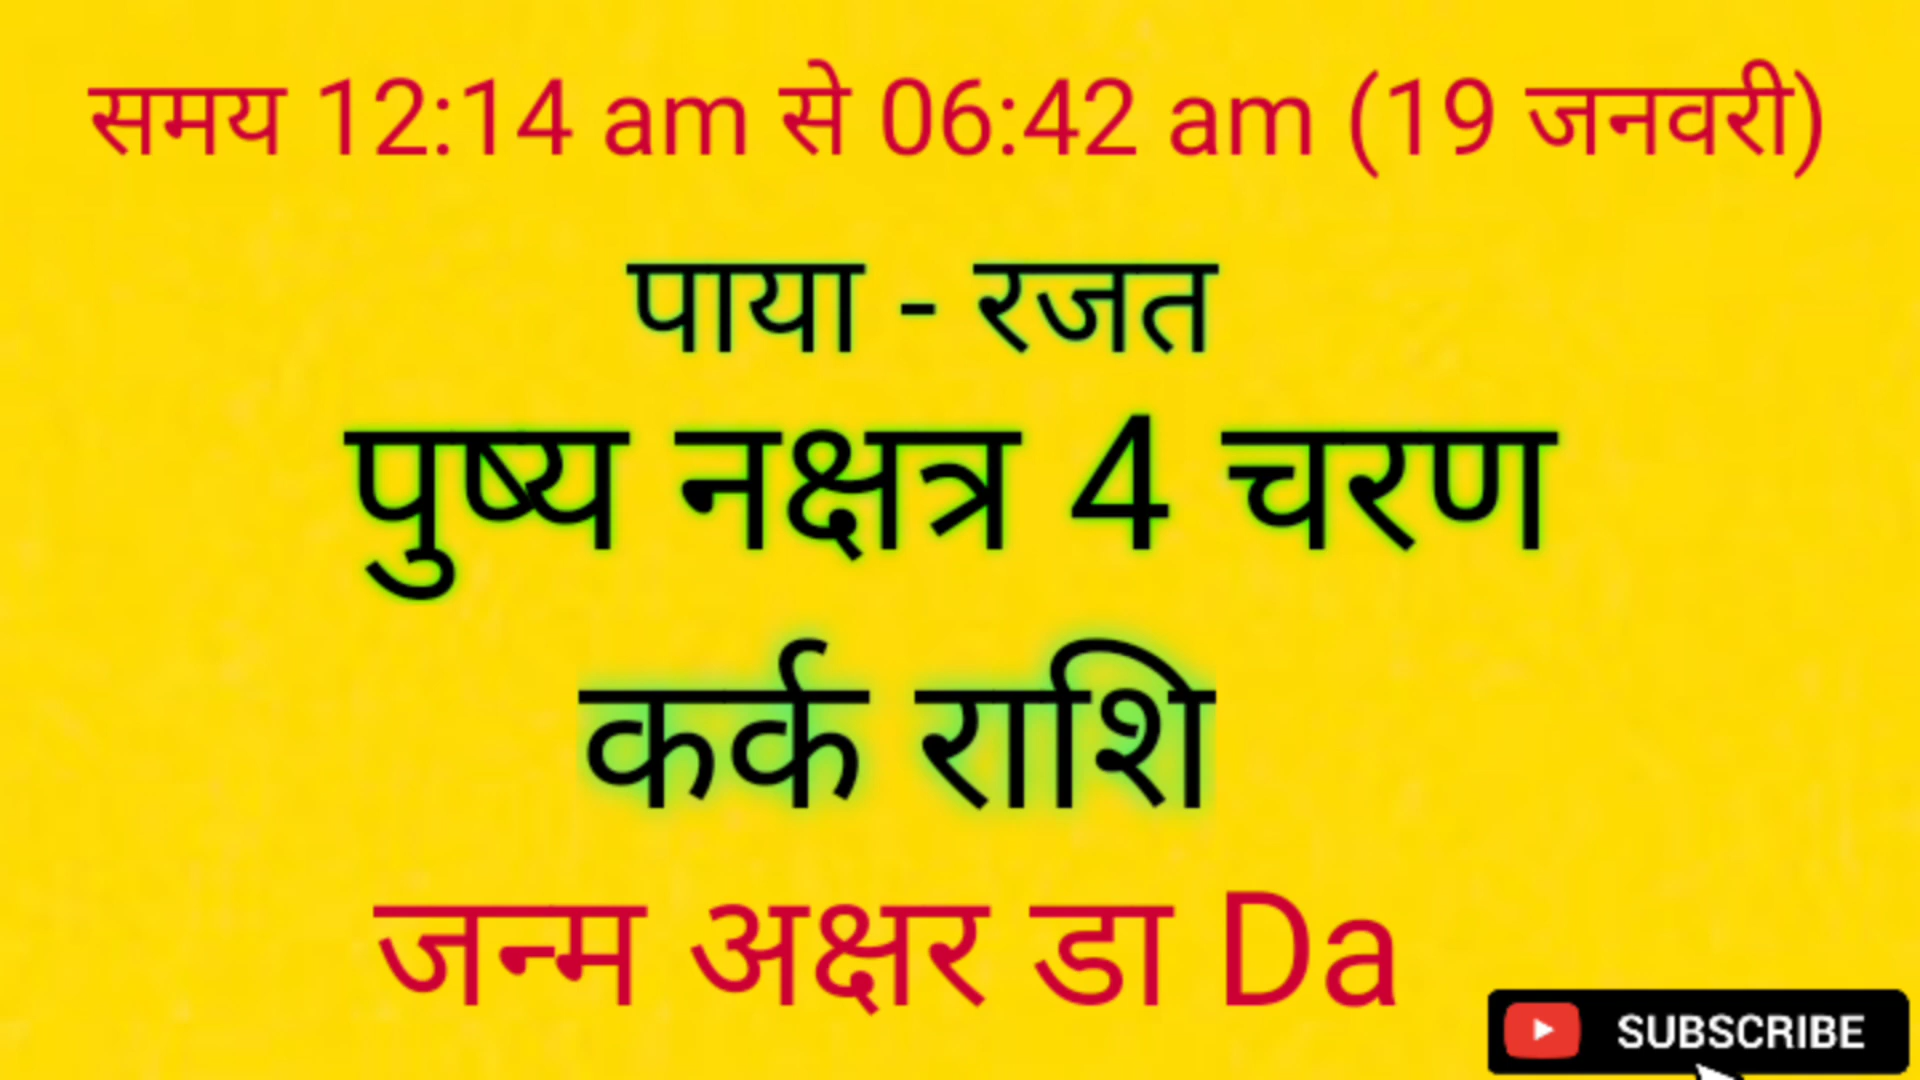 समय 12:14 am से 06:42 am (19 जनवरी)
पाया - रजत
पुष्य नक्षत्र 4 चरण
कर्क राशि
जन्म अक्षर डा Da
SUBSCRIBE